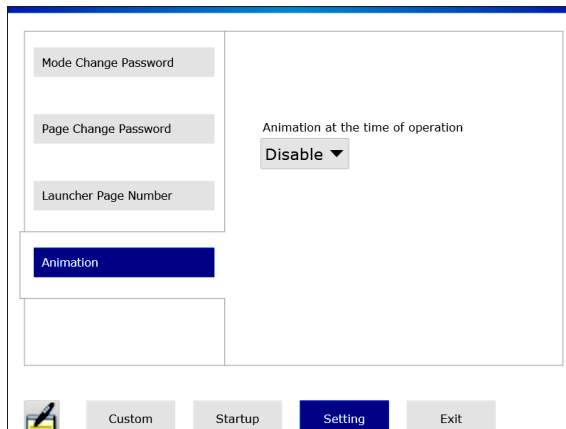 Mode Change Password
Page Change Password
Animation at the time of operation
Disable
Launcher Page Number
Animation
Custom
Startup
Setting
Exit